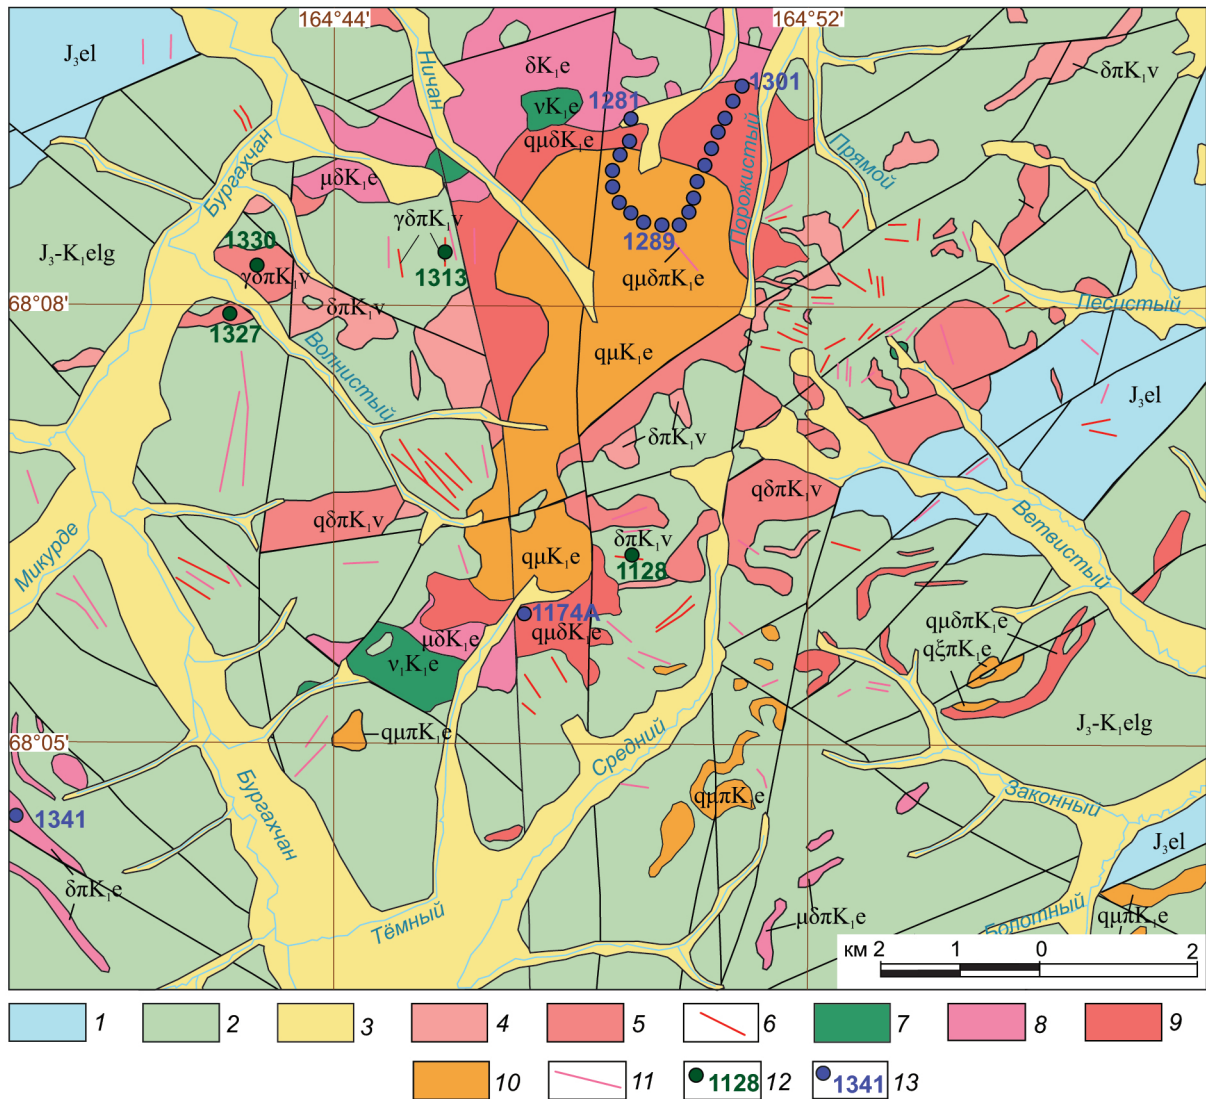 164°44'
164°52'
J₃el
δK₁e
νK₁e
1281
1301
δπK₁v
Ничан
qμδK₁e
Порожистый
Прямой
Бургахчан
μδK₁e
γδπK₁v
J₃-K₁elg
1330
1313
1289
γδπK₁v
qμδπK₁e
68°08'
δπK₁v
Лесистый
1327
Волнистый
qμK₁e
J₃el
δπK₁v
qδπK₁v
qδπK₁v
Ветвистый
Микурде
qμK₁e
δπK₁v
1128
1174А
μδK₁e
qμδK₁e
qμδπK₁e
qξπK₁e
ν₁K₁e
J₃-K₁elg
68°05'
qμπK₁e
Средний
Бургахчан
qμπK₁e
Законный
1341
J₃el
δπK₁e
Тёмный
μδπK₁e
Болотный
qμπK₁e
км 2 1 0 2
1 2 3 4 5 6 7 8 9
10 11 1128 12 1341 13